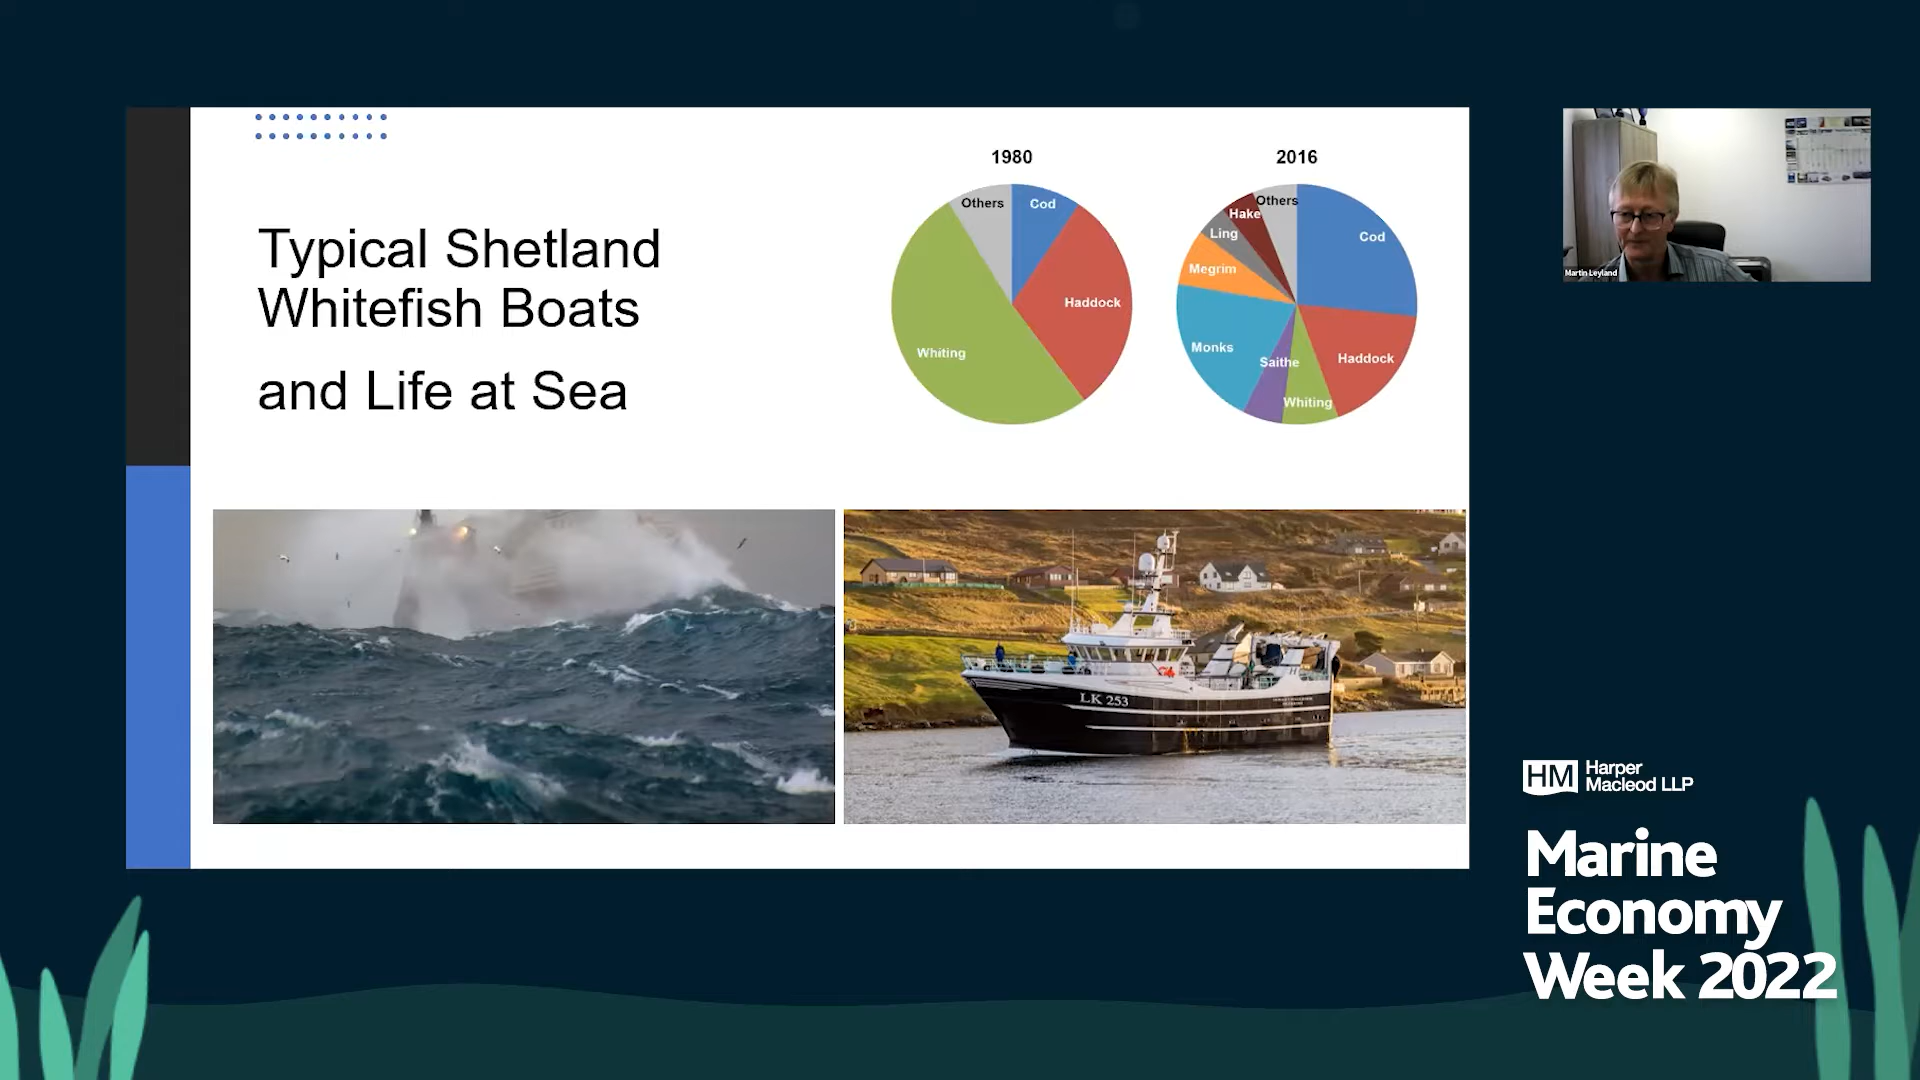 Typical Shetland
Whitefish Boats
and Life at Sea
1980
Others
Cod
Haddock
Whiting
2016
Others
Hake
Cod
Ling
Megrim
Monks
Haddock
Saithe
Whiting
LK 253
Martin Leyland
HM
Harper
Macleod LLP
Marine
Economy
Week 2022